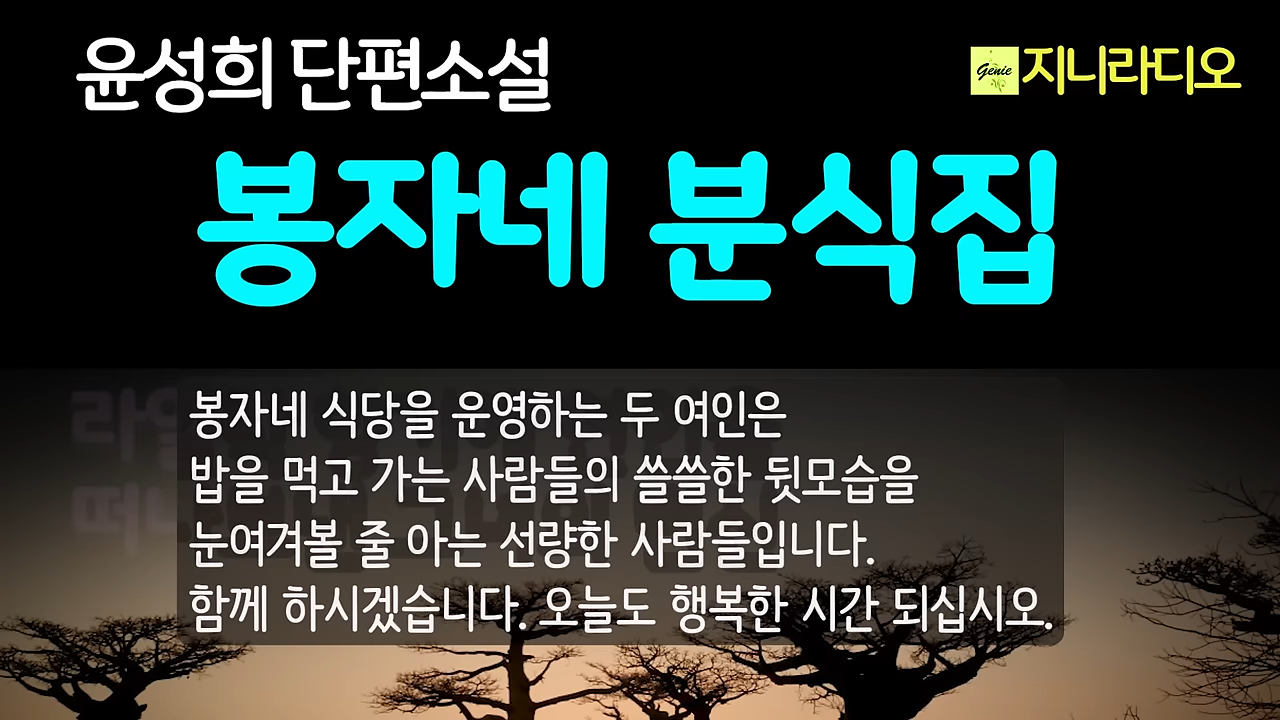 윤성희 단편소설
Genie
지니라디오
봉자네 분식집
봉자네 식당을 운영하는 두 여인은
밥을 먹고 가는 사람들의 쓸쓸한 뒷모습을
눈여겨볼 줄 아는 선량한 사람들입니다.
함께 하시겠습니다. 오늘도 행복한 시간 되십시오.